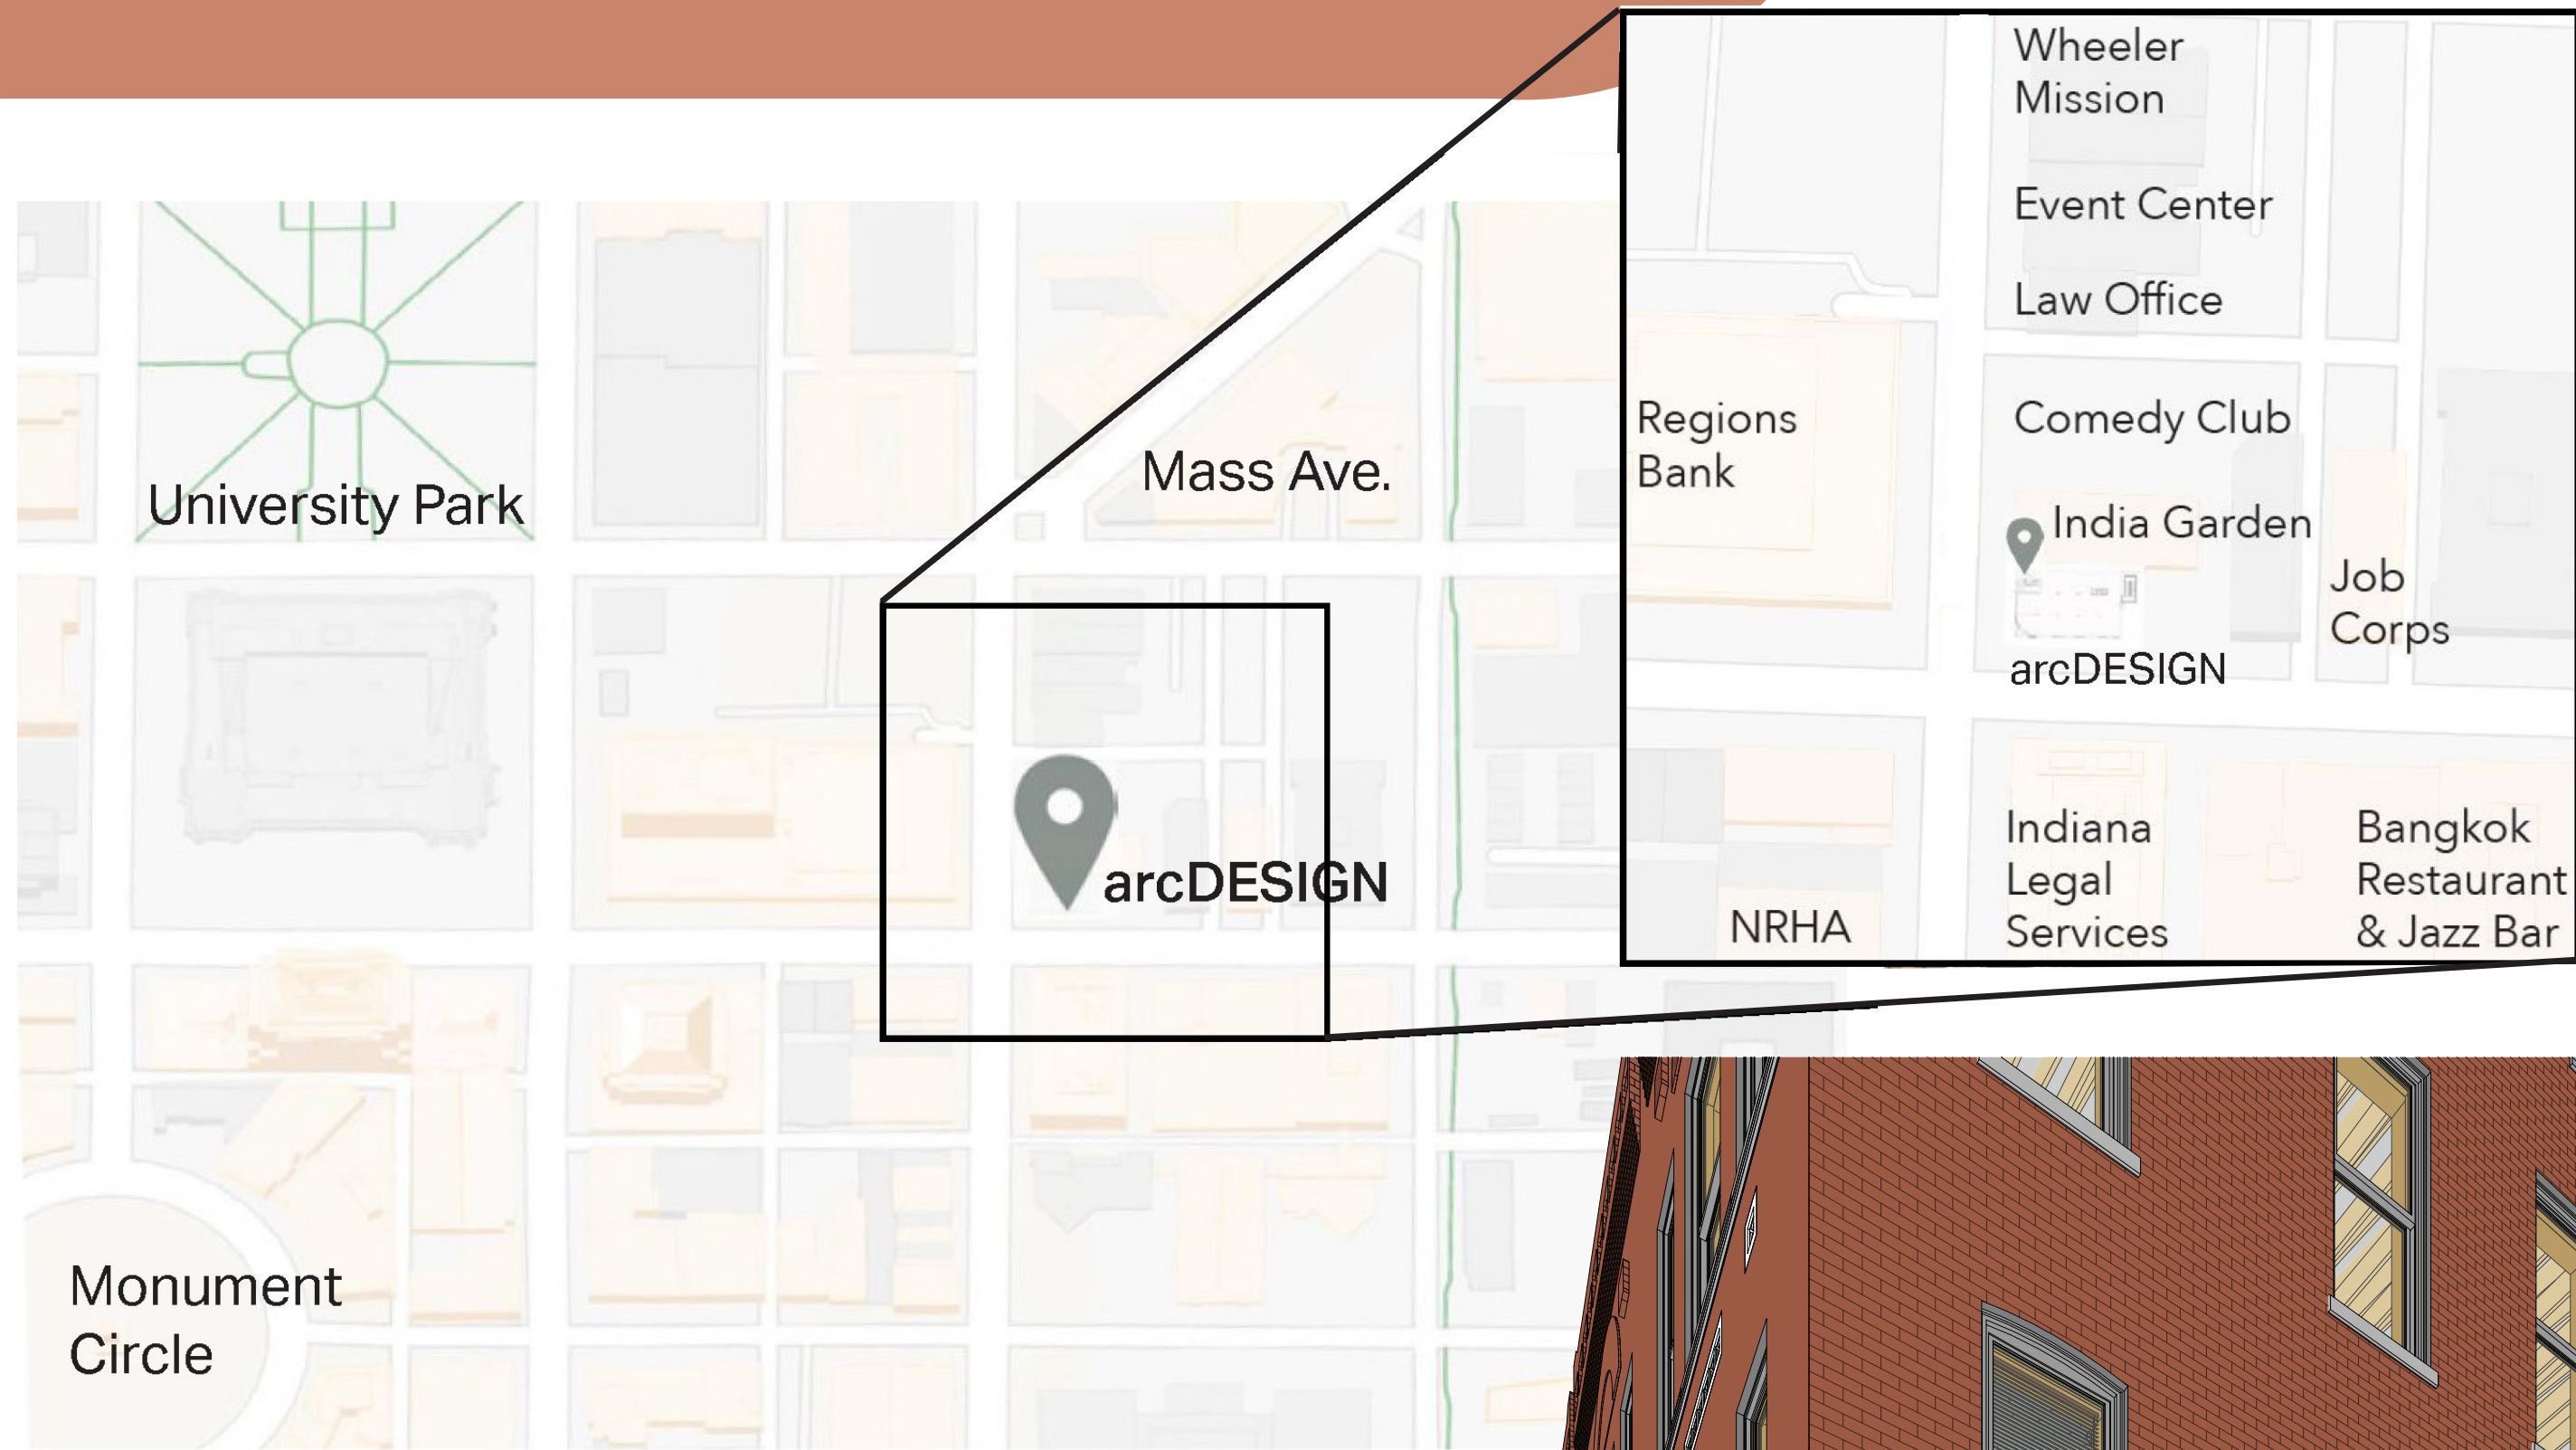 University Park
Mass Ave.
arcDESIGN
Monument
Circle
Wheeler
Mission
Event Center
Law Office
Regions
Bank
Comedy Club
India Garden
Job
Corps
arcDESIGN
NRHA
Indiana
Legal
Services
Bangkok
Restaurant
& Jazz Bar